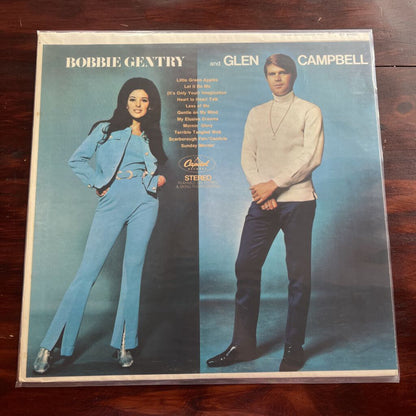 BOBBIE GENTRY and GLEN CAMPBELL
Little Green Apples
Let It Be Me
(It's Only Your) Imagination
Heart to Heart Talk
Less of Me
Gentle on My Mind
My Elusive Dreams
Mornin' Glory
Terrible Tangled Web
Scarborough Fair/Canticle
Sunday Mornin'
Capitol
STEREO